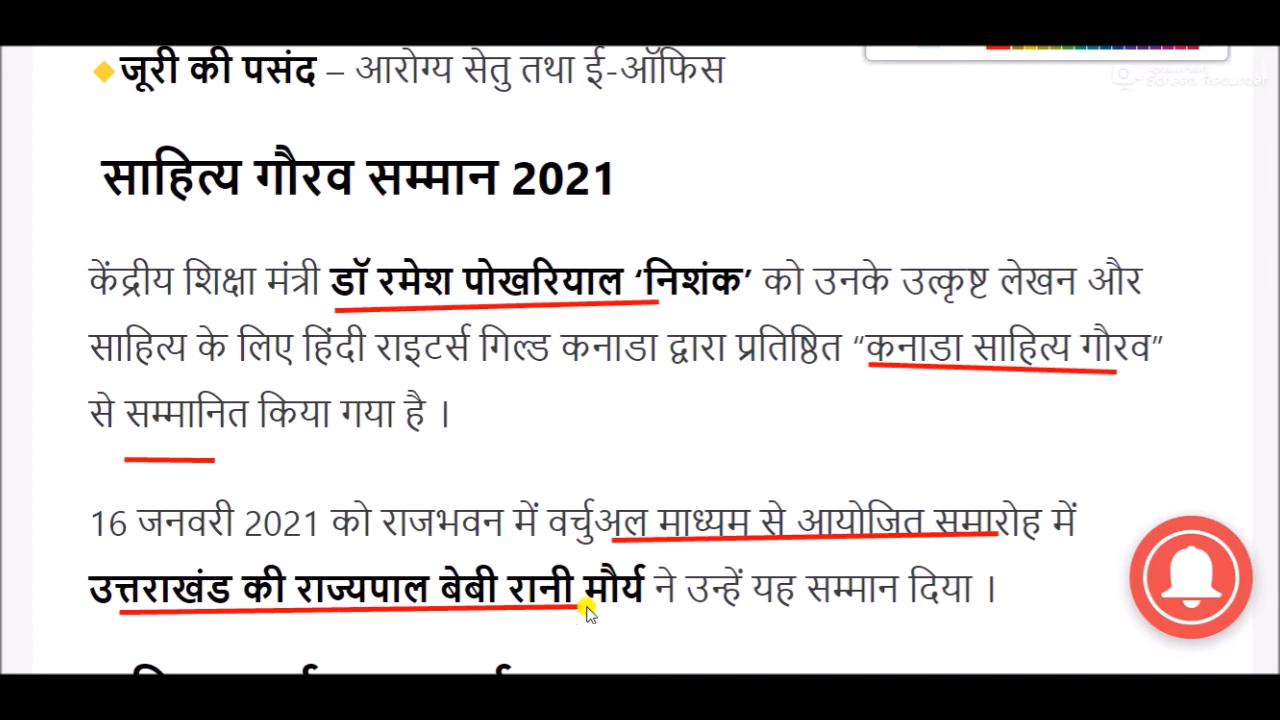 जूरी की पसंद – आरोग्य सेतु तथा ई-ऑफिस
साहित्य गौरव सम्मान 2021
केंद्रीय शिक्षा मंत्री डॉ रमेश पोखरियाल ‘निशंक’ को उनके उत्कृष्ट लेखन और
साहित्य के लिए हिंदी राइटर्स गिल्ड कनाडा द्वारा प्रतिष्ठित “कनाडा साहित्य गौरव”
से सम्मानित किया गया है ।
16 जनवरी 2021 को राजभवन में वर्चुअल माध्यम से आयोजित समारोह में
उत्तराखंड की राज्यपाल बेबी रानी मौर्य ने उन्हें यह सम्मान दिया ।